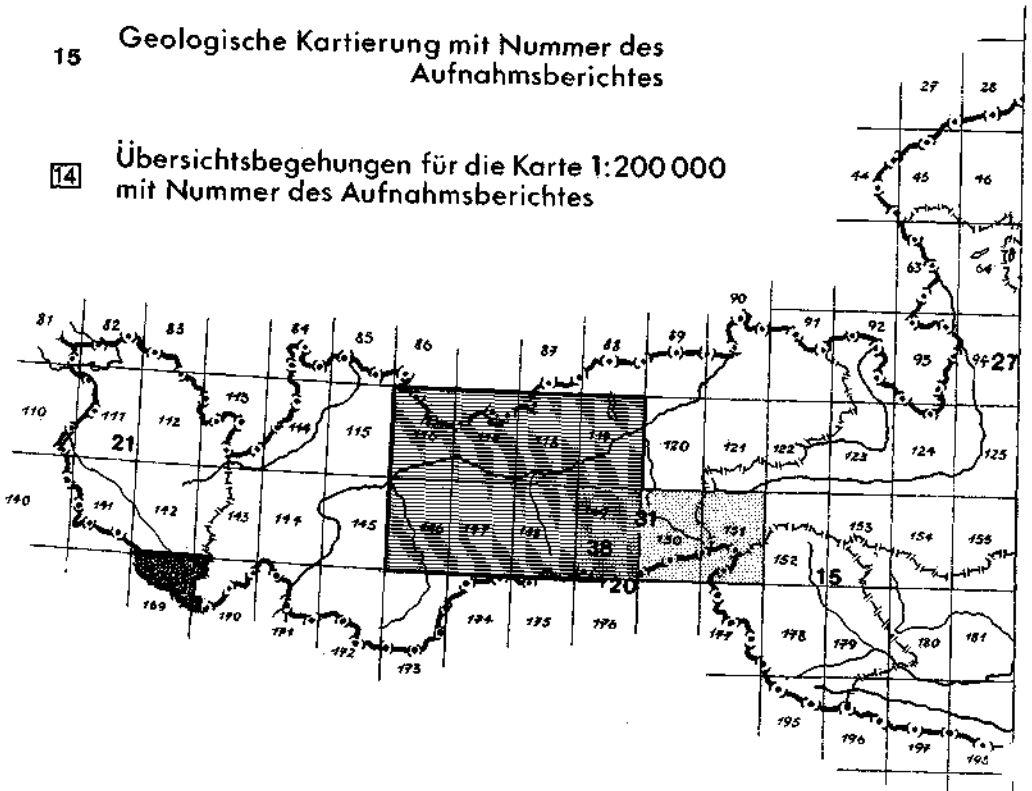 15 Geologische Kartierung mit Nummer des
Aufnahmsberichtes
14 Übersichtsbegehungen für die Karte 1:200 000
mit Nummer des Aufnahmsberichtes
27 28
44 45 46
63 64
90
81 82 83 84 85 86 87 88 89 91 92
93 94 27
110 111 112 113 114 115 120 121 122 123 124 125
21
140 141 142 143 144 145 146 147 148
31 150 151 152 153 154 155
38
20 15
169 170 171 172 173 174 175 176 177 178 179 180 181
195 196 197 198